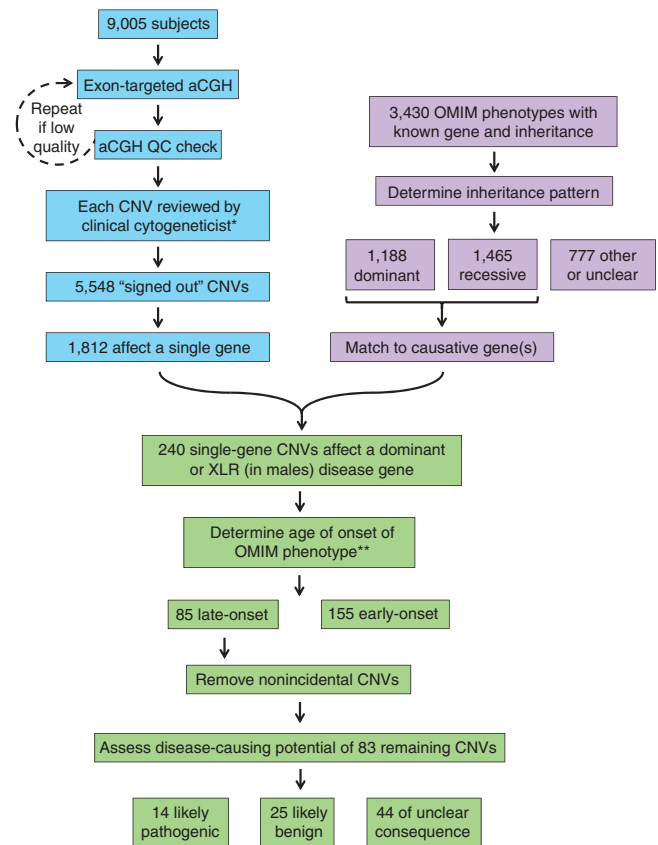 9,005 subjects
Exon-targeted aCGH
Repeat
if low
quality
aCGH QC check
Each CNV reviewed by
clinical cytogeneticist*
5,548 “signed out” CNVs
1,812 affect a single gene
3,430 OMIM phenotypes with
known gene and inheritance
Determine inheritance pattern
1,188
dominant
1,465
recessive
777 other
or unclear
Match to causative gene(s)
240 single-gene CNVs affect a dominant
or XLR (in males) disease gene
Determine age of onset of
OMIM phenotype**
85 late-onset
155 early-onset
Remove nonincidental CNVs
Assess disease-causing potential of 83 remaining CNVs
14 likely
pathogenic
25 likely
benign
44 of unclear
consequence